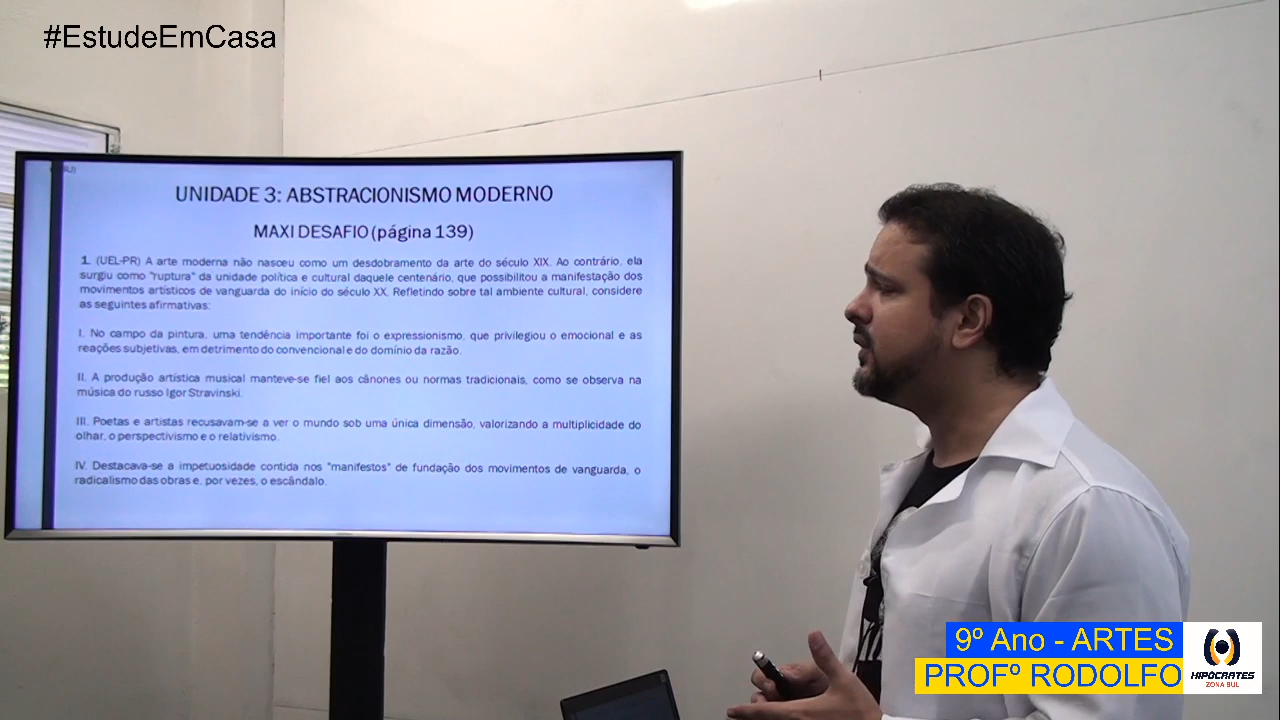 #EstudeEmCasa
UNIDADE 3: ABSTRACIONISMO MODERNO
MAXI DESAFIO (página 139)
1. (UEL-PR) A arte moderna não nasceu como um desdobramento da arte do século XIX. Ao contrário, ela
surgiu como "ruptura" da unidade política e cultural daquele centenário, que possibilitou a manifestação dos
movimentos artísticos de vanguarda do início do século XX. Refletindo sobre tal ambiente cultural, considere
as seguintes afirmativas:
I. No campo da pintura, uma tendência importante foi o expressionismo, que privilegiou o emocional e as
reações subjetivas, em detrimento do convencional e do domínio da razão.
II. A produção artística musical manteve-se fiel aos cânones ou normas tradicionais, como se observa na
música do russo Igor Stravinski.
III. Poetas e artistas recusavam-se a ver o mundo sob uma única dimensão, valorizando a multiplicidade do
olhar, o perspectivismo e o relativismo.
IV. Destacava-se a impetuosidade contida nos "manifestos" de fundação dos movimentos de vanguarda, o
radicalismo das obras e, por vezes, o escândalo.
9º Ano - ARTES
PROFº RODOLFO
HIPÓCRATES
ZONA SUL